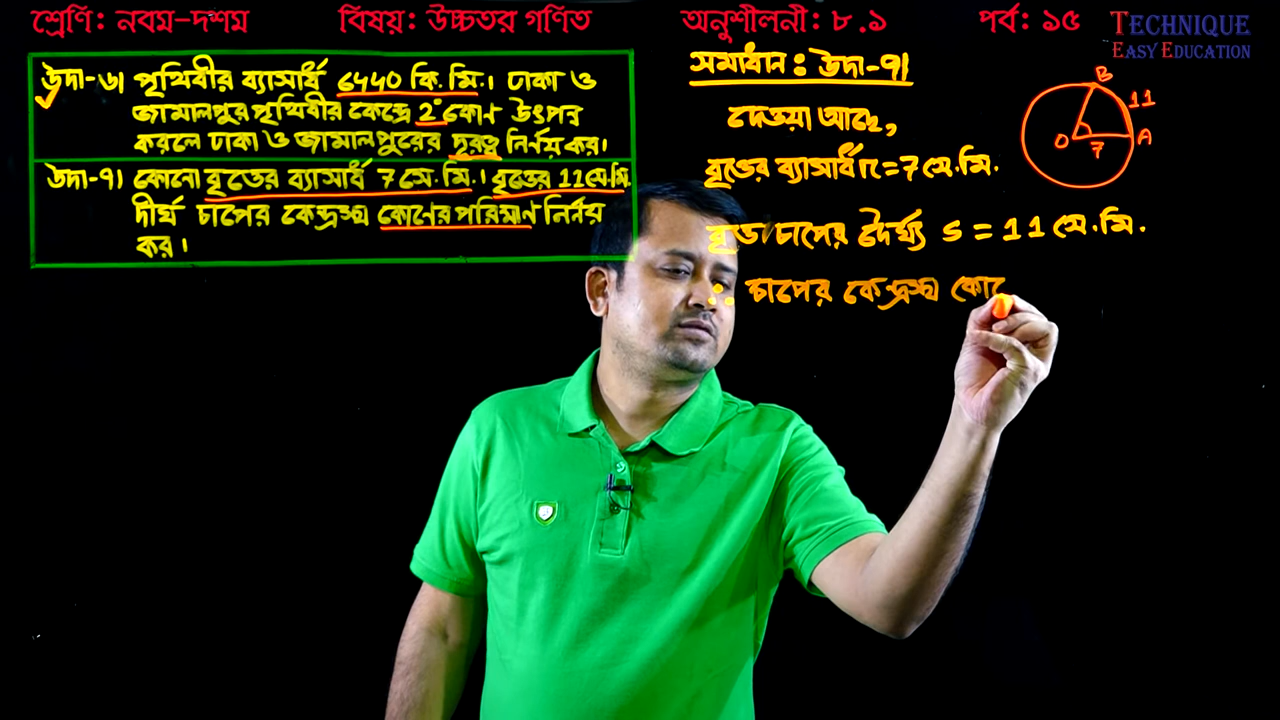 শ্রেণি: নবম-দশম বিষয়: উচ্চতর গণিত অনুশীলনী: ৮.১ পর্ব: ১৫
TECHNIQUE
EASY EDUCATION
উদা-৬। পৃথিবীর ব্যাসার্ধ 6440 কি.মি.। ঢাকা ও
জামালপুর পৃথিবীর কেন্দ্রে 2° কোণ উৎপন্ন
করলে ঢাকা ও জামালপুরের দূরত্ব নির্ণয় কর।
উদা-৭। কোনো বৃত্তের ব্যাসার্ধ 7 সে.মি.। বৃত্তের 11 সে.মি.
দীর্ঘ চাপের কেন্দ্রস্থ কোণের পরিমাণ নির্ণয়
কর।
সমাধান: উদা-৭।
দেওয়া আছে,
বৃত্তের ব্যাসার্ধ r = 7 সে.মি.
বৃত্তে চাপের দৈর্ঘ্য s = 11 সে.মি.
∴ চাপের কেন্দ্রস্থ কোণ
B
11
O
A
7